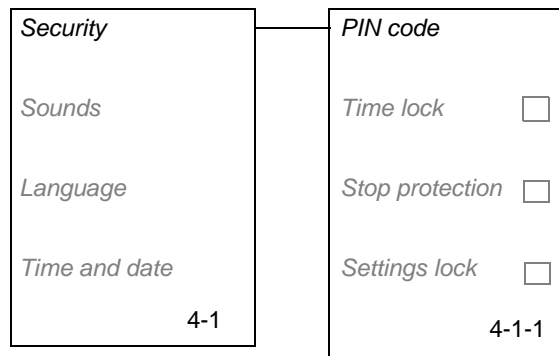 Security
Sounds
Language
Time and date
4-1
PIN code
Time lock
Stop protection
Settings lock
4-1-1